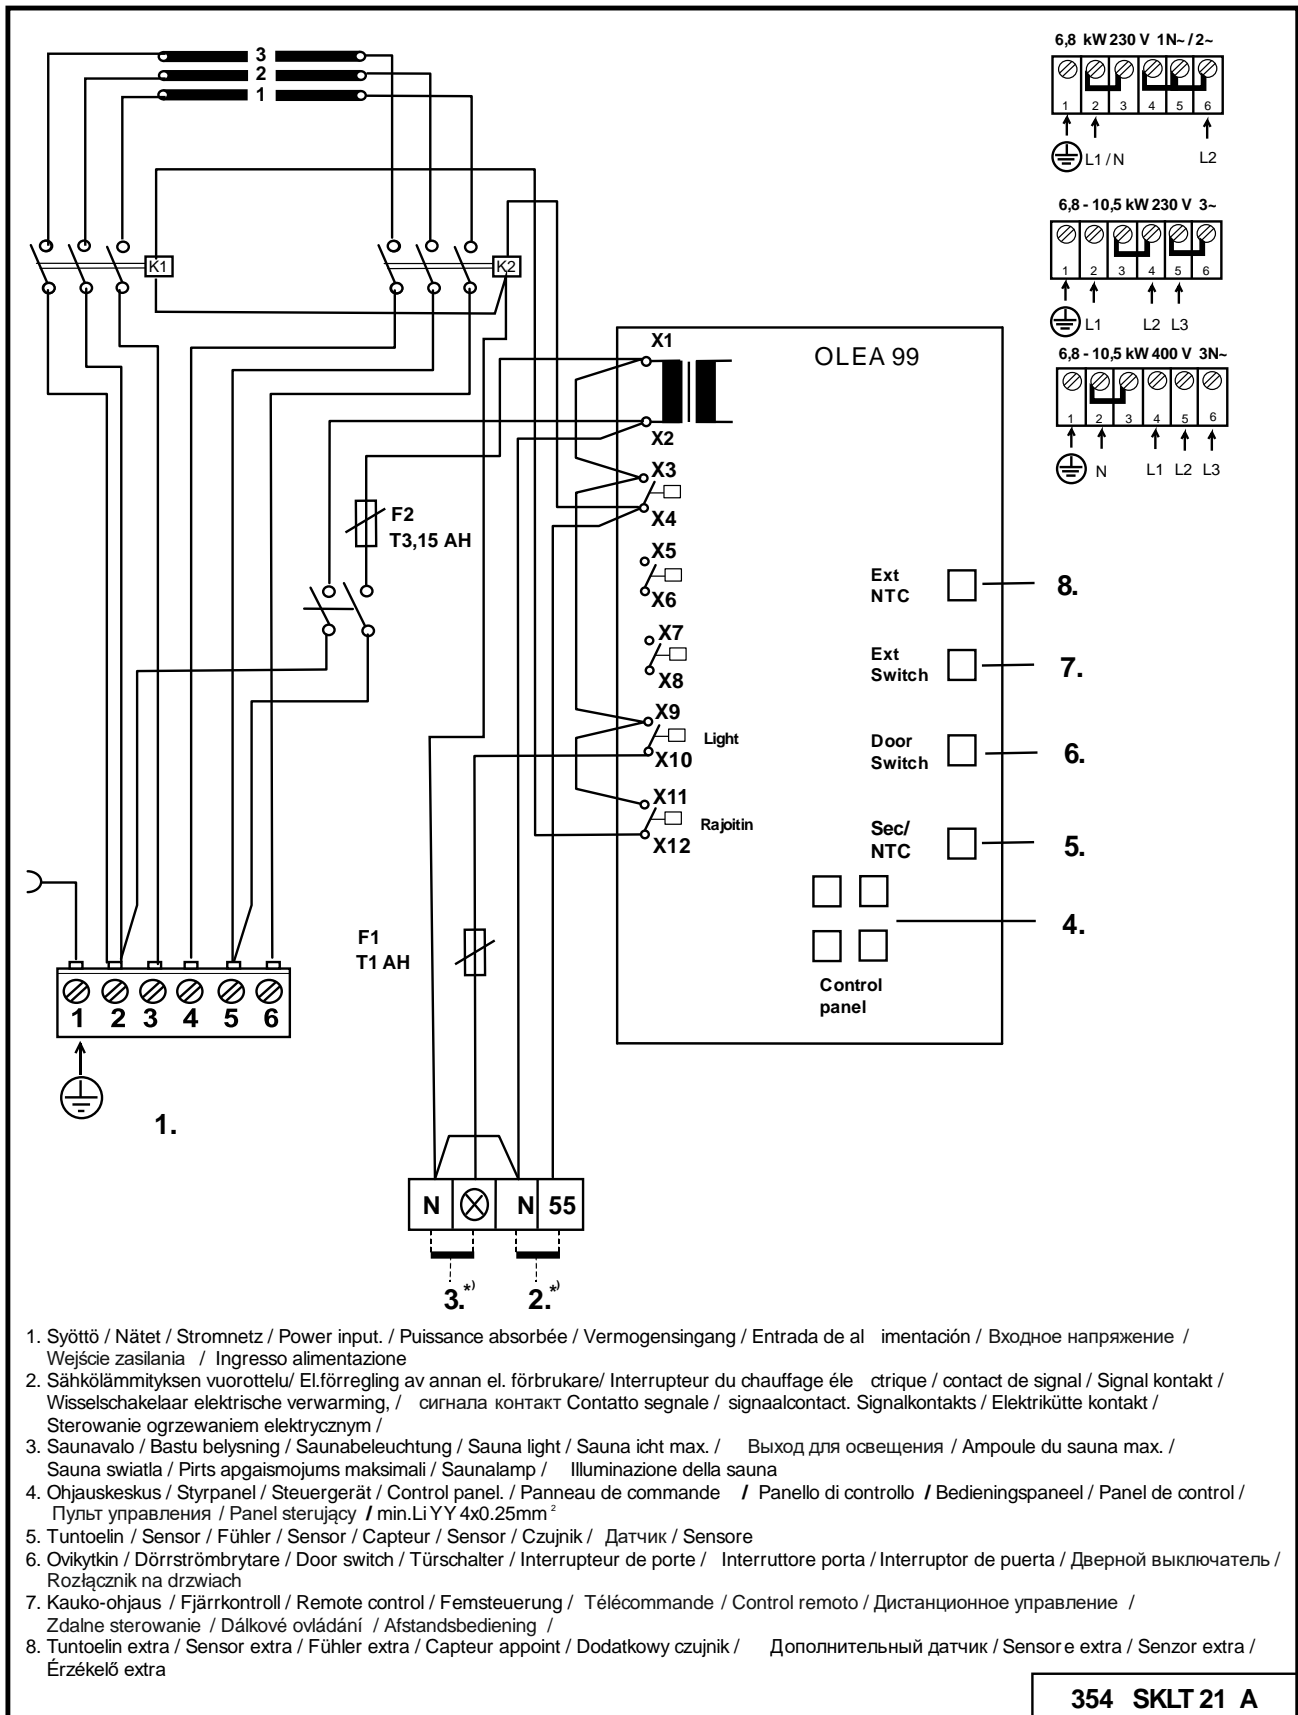 3
2
1
K1
K2
6,8 kW 230 V 1N~ / 2~
1 2 3 4 5 6
L1 / N L2
6,8 - 10,5 kW 230 V 3~
1 2 3 4 5 6
L1 L2 L3
6,8 - 10,5 kW 400 V 3N~
1 2 3 4 5 6
N L1 L2 L3
OLEA 99
X1
X2
X3
X4
X5
X6
X7
X8
X9
Light
X10
X11
Rajoitin
X12
F2
T3,15 AH
Ext
NTC
8.
Ext
Switch
7.
Door
Switch
6.
Sec/
NTC
5.
4.
Control
panel
F1
T1 AH
1 2 3 4 5 6
1.
N N 55
3.*) 2.*)
1. Syöttö / Nätet / Stromnetz / Power input. / Puissance absorbée / Vermogensingang / Entrada de al imentación / Входное напряжение /
Wejście zasilania / Ingresso alimentazione
2. Sähkölämmityksen vuorottelu/ El.förregling av annan el. förbrukare/ Interrupteur du chauffage éle ctrique / contact de signal / Signal kontakt /
Wisselschakelaar elektrische verwarming, / сигнала контакт Contatto segnale / signaalcontact. Signalkontakts / Elektrikütte kontakt /
Sterowanie ogrzewaniem elektrycznym /
3. Saunavalo / Bastu belysning / Saunabeleuchtung / Sauna light / Sauna icht max. / Выход для освещения / Ampoule du sauna max. /
Sauna swiatla / Pirts apgaismojums maksimali / Saunalamp / Illuminazione della sauna
4. Ohjauskeskus / Styrpanel / Steuergerät / Control panel. / Panneau de commande / Panello di controllo / Bedieningspaneel / Panel de control /
Пульт управления / Panel sterujący / min.LiYY 4x0.25mm²
5. Tuntoelin / Sensor / Fühler / Sensor / Capteur / Sensor / Czujnik / Датчик / Sensore
6. Ovikytkin / Dörrströmbrytare / Door switch / Türschalter / Interrupteur de porte / Interruttore porta / Interruptor de puerta / Дверной выключатель /
Rozłącznik na drzwiach
7. Kauko-ohjaus / Fjärrkontroll / Remote control / Femsteuerung / Télécommande / Control remoto / Дистанционное управление /
Zdalne sterowanie / Dálkové ovládání / Afstandsbediening /
8. Tuntoelin extra / Sensor extra / Fühler extra / Capteur appoint / Dodatkowy czujnik / Дополнительный датчик / Sensore extra / Senzor extra /
Érzékelő extra
354 SKLT 21 A